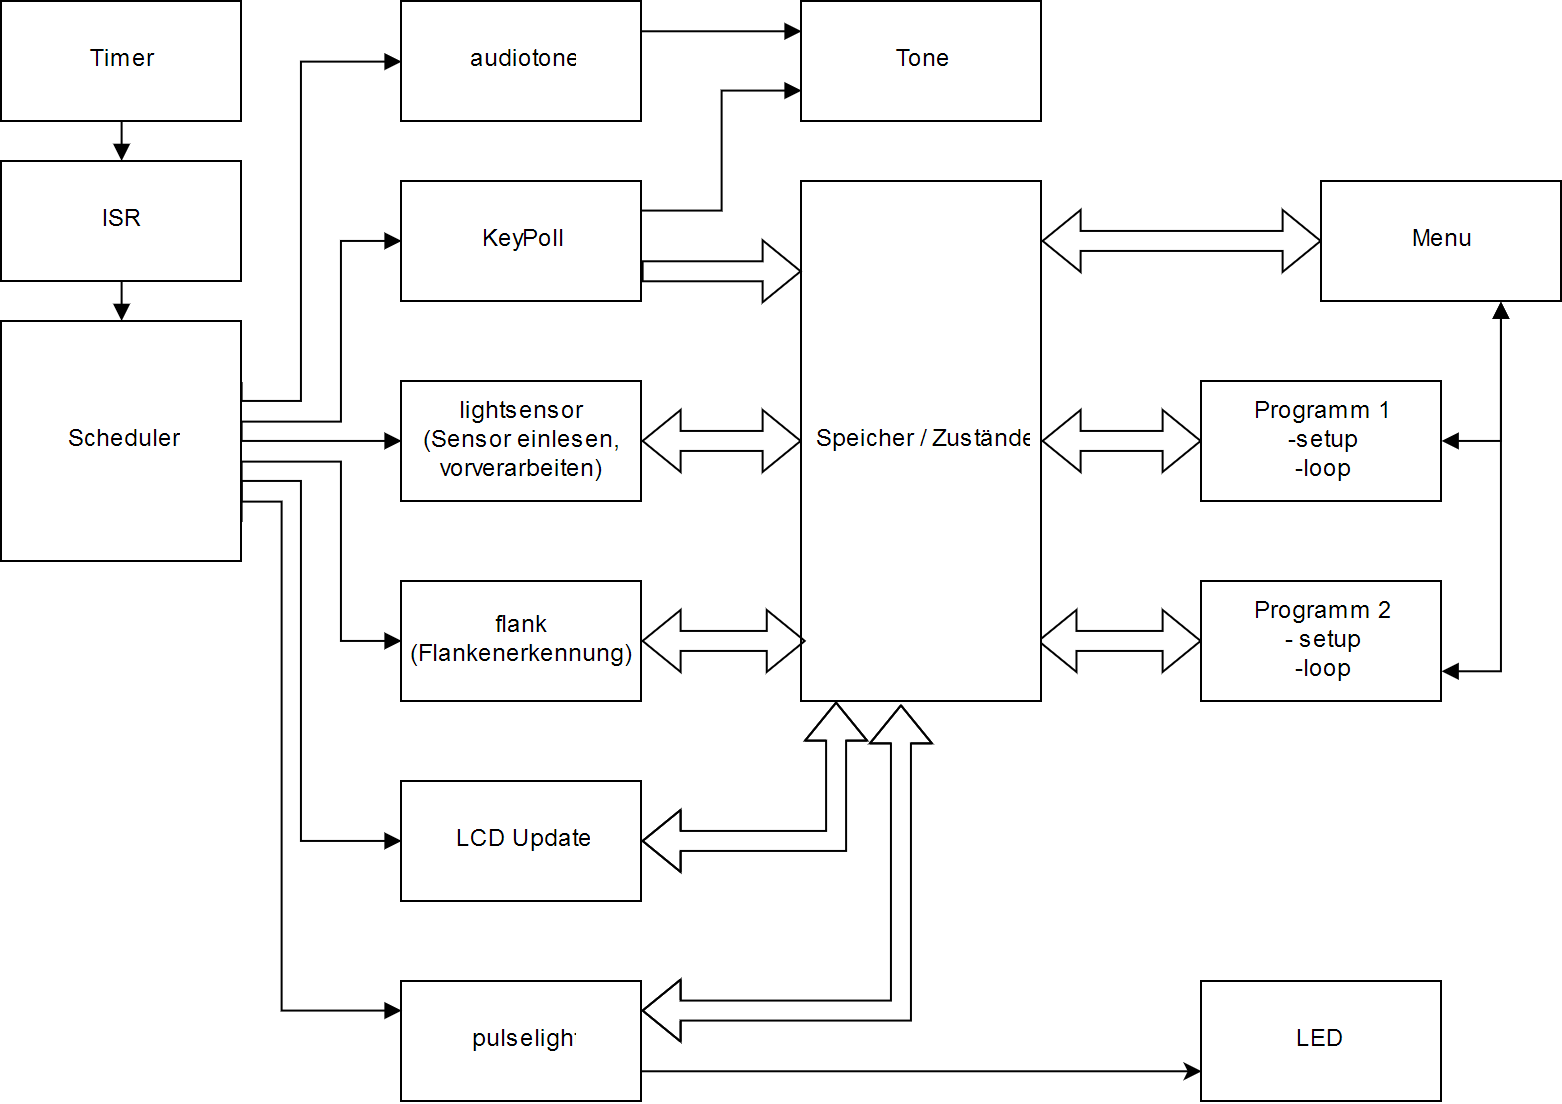 Timer
audiotone
Tone
ISR
KeyPoll
Menu
Scheduler
lightsensor
(Sensor einlesen,
vorverarbeiten)
Speicher / Zustände
Programm 1
-setup
-loop
flank
(Flankenerkennung)
Programm 2
- setup
-loop
LCD Update
pulselight
LED